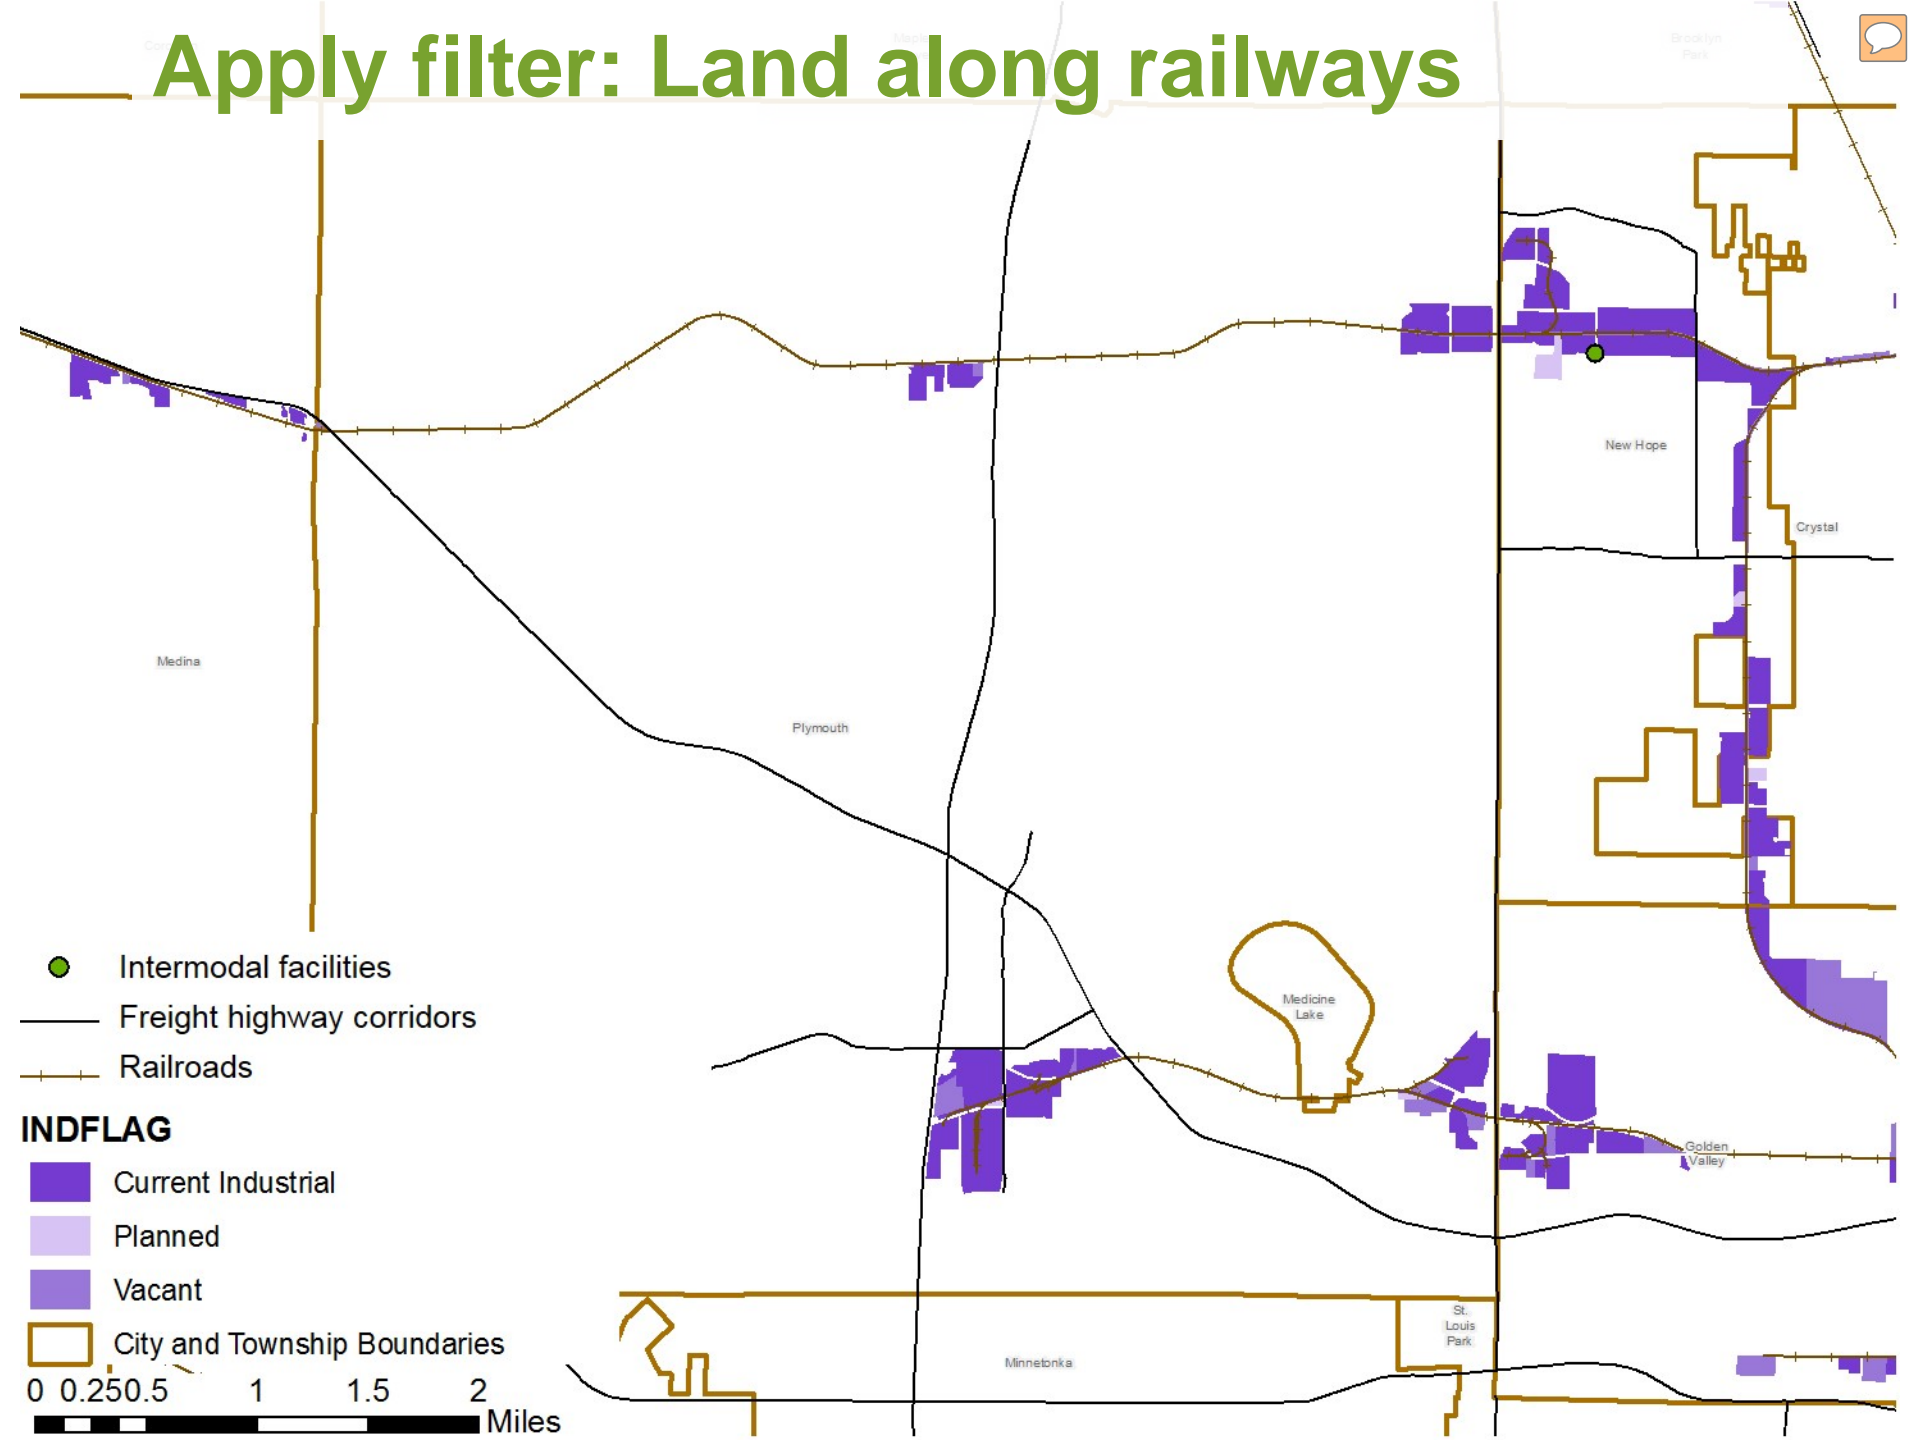 Apply filter: Land along railways
Brooklyn
Park
New Hope
Crystal
Medina
Plymouth
Medicine
Lake
Golden
Valley
St.
Louis
Park
Minnetonka
Intermodal facilities
Freight highway corridors
Railroads
INDFLAG
Current Industrial
Planned
Vacant
City and Township Boundaries
0 0.250.5 1 1.5 2
Miles